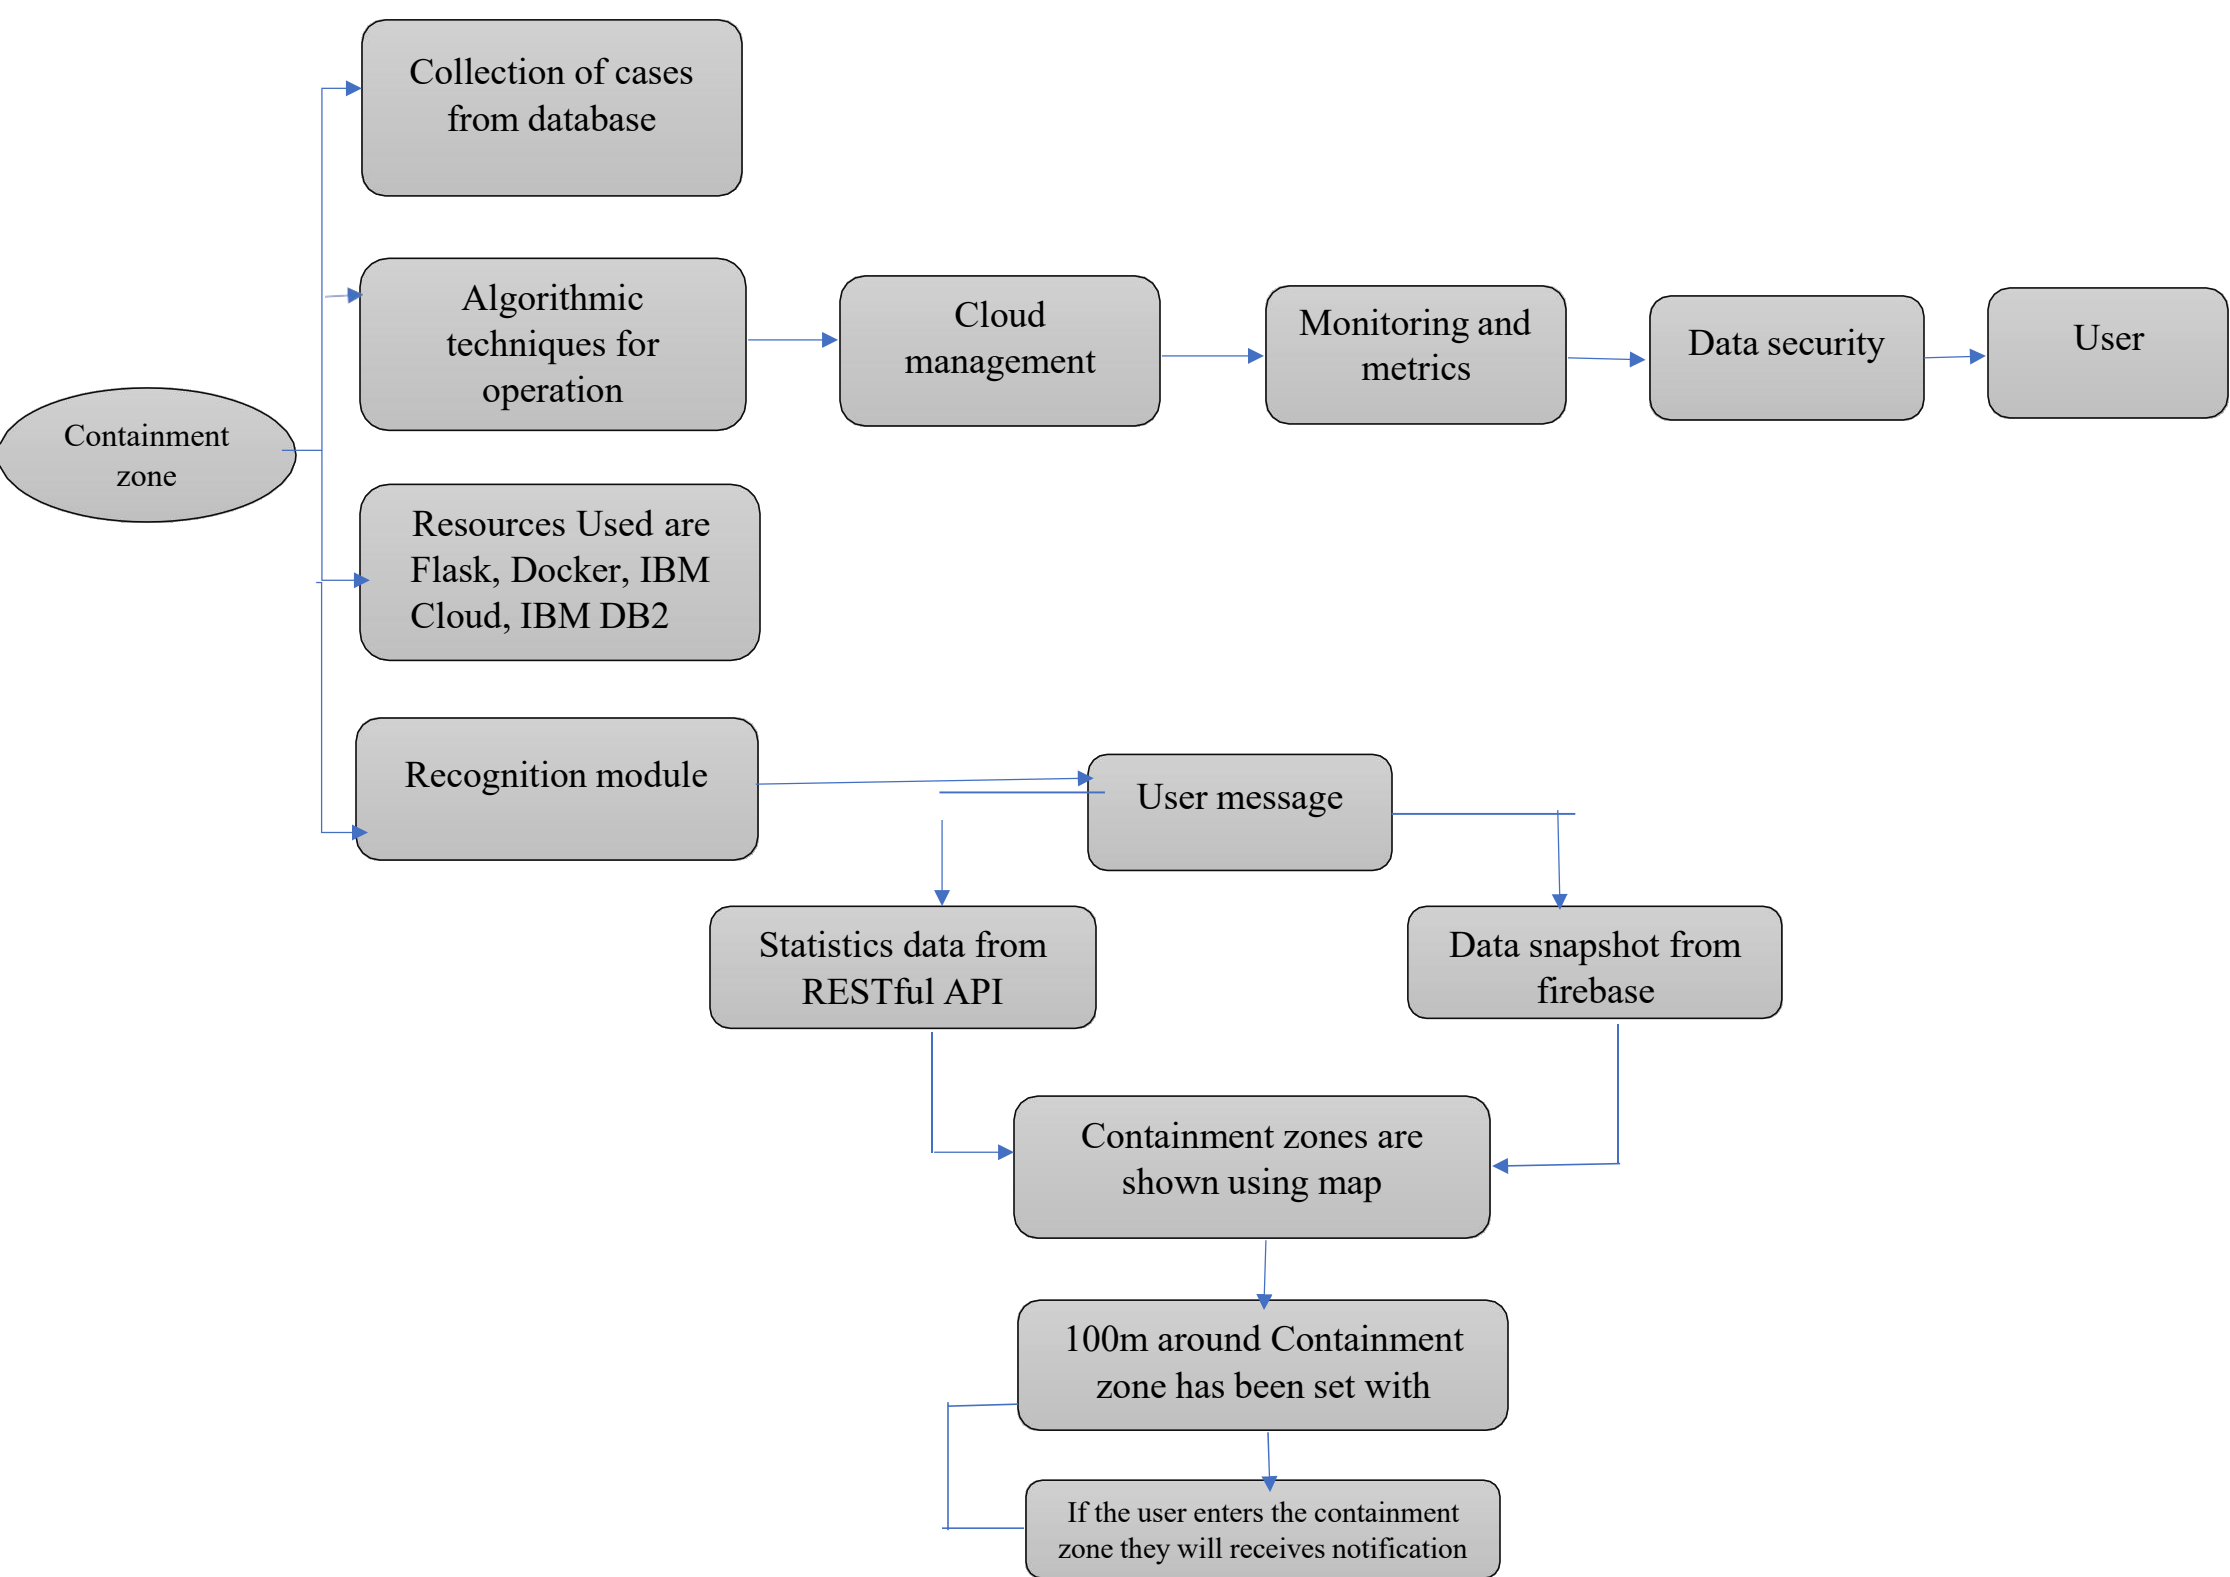 Collection of cases
from database
Algorithmic
techniques for
operation
Cloud
management
Monitoring and
metrics
Data security
User
Containment
zone
Resources Used are
Flask, Docker, IBM
Cloud, IBM DB2
Recognition module
User message
Statistics data from
RESTful API
Data snapshot from
firebase
Containment zones are
shown using map
100m around Containment
zone has been set with
If the user enters the containment
zone they will receives notification